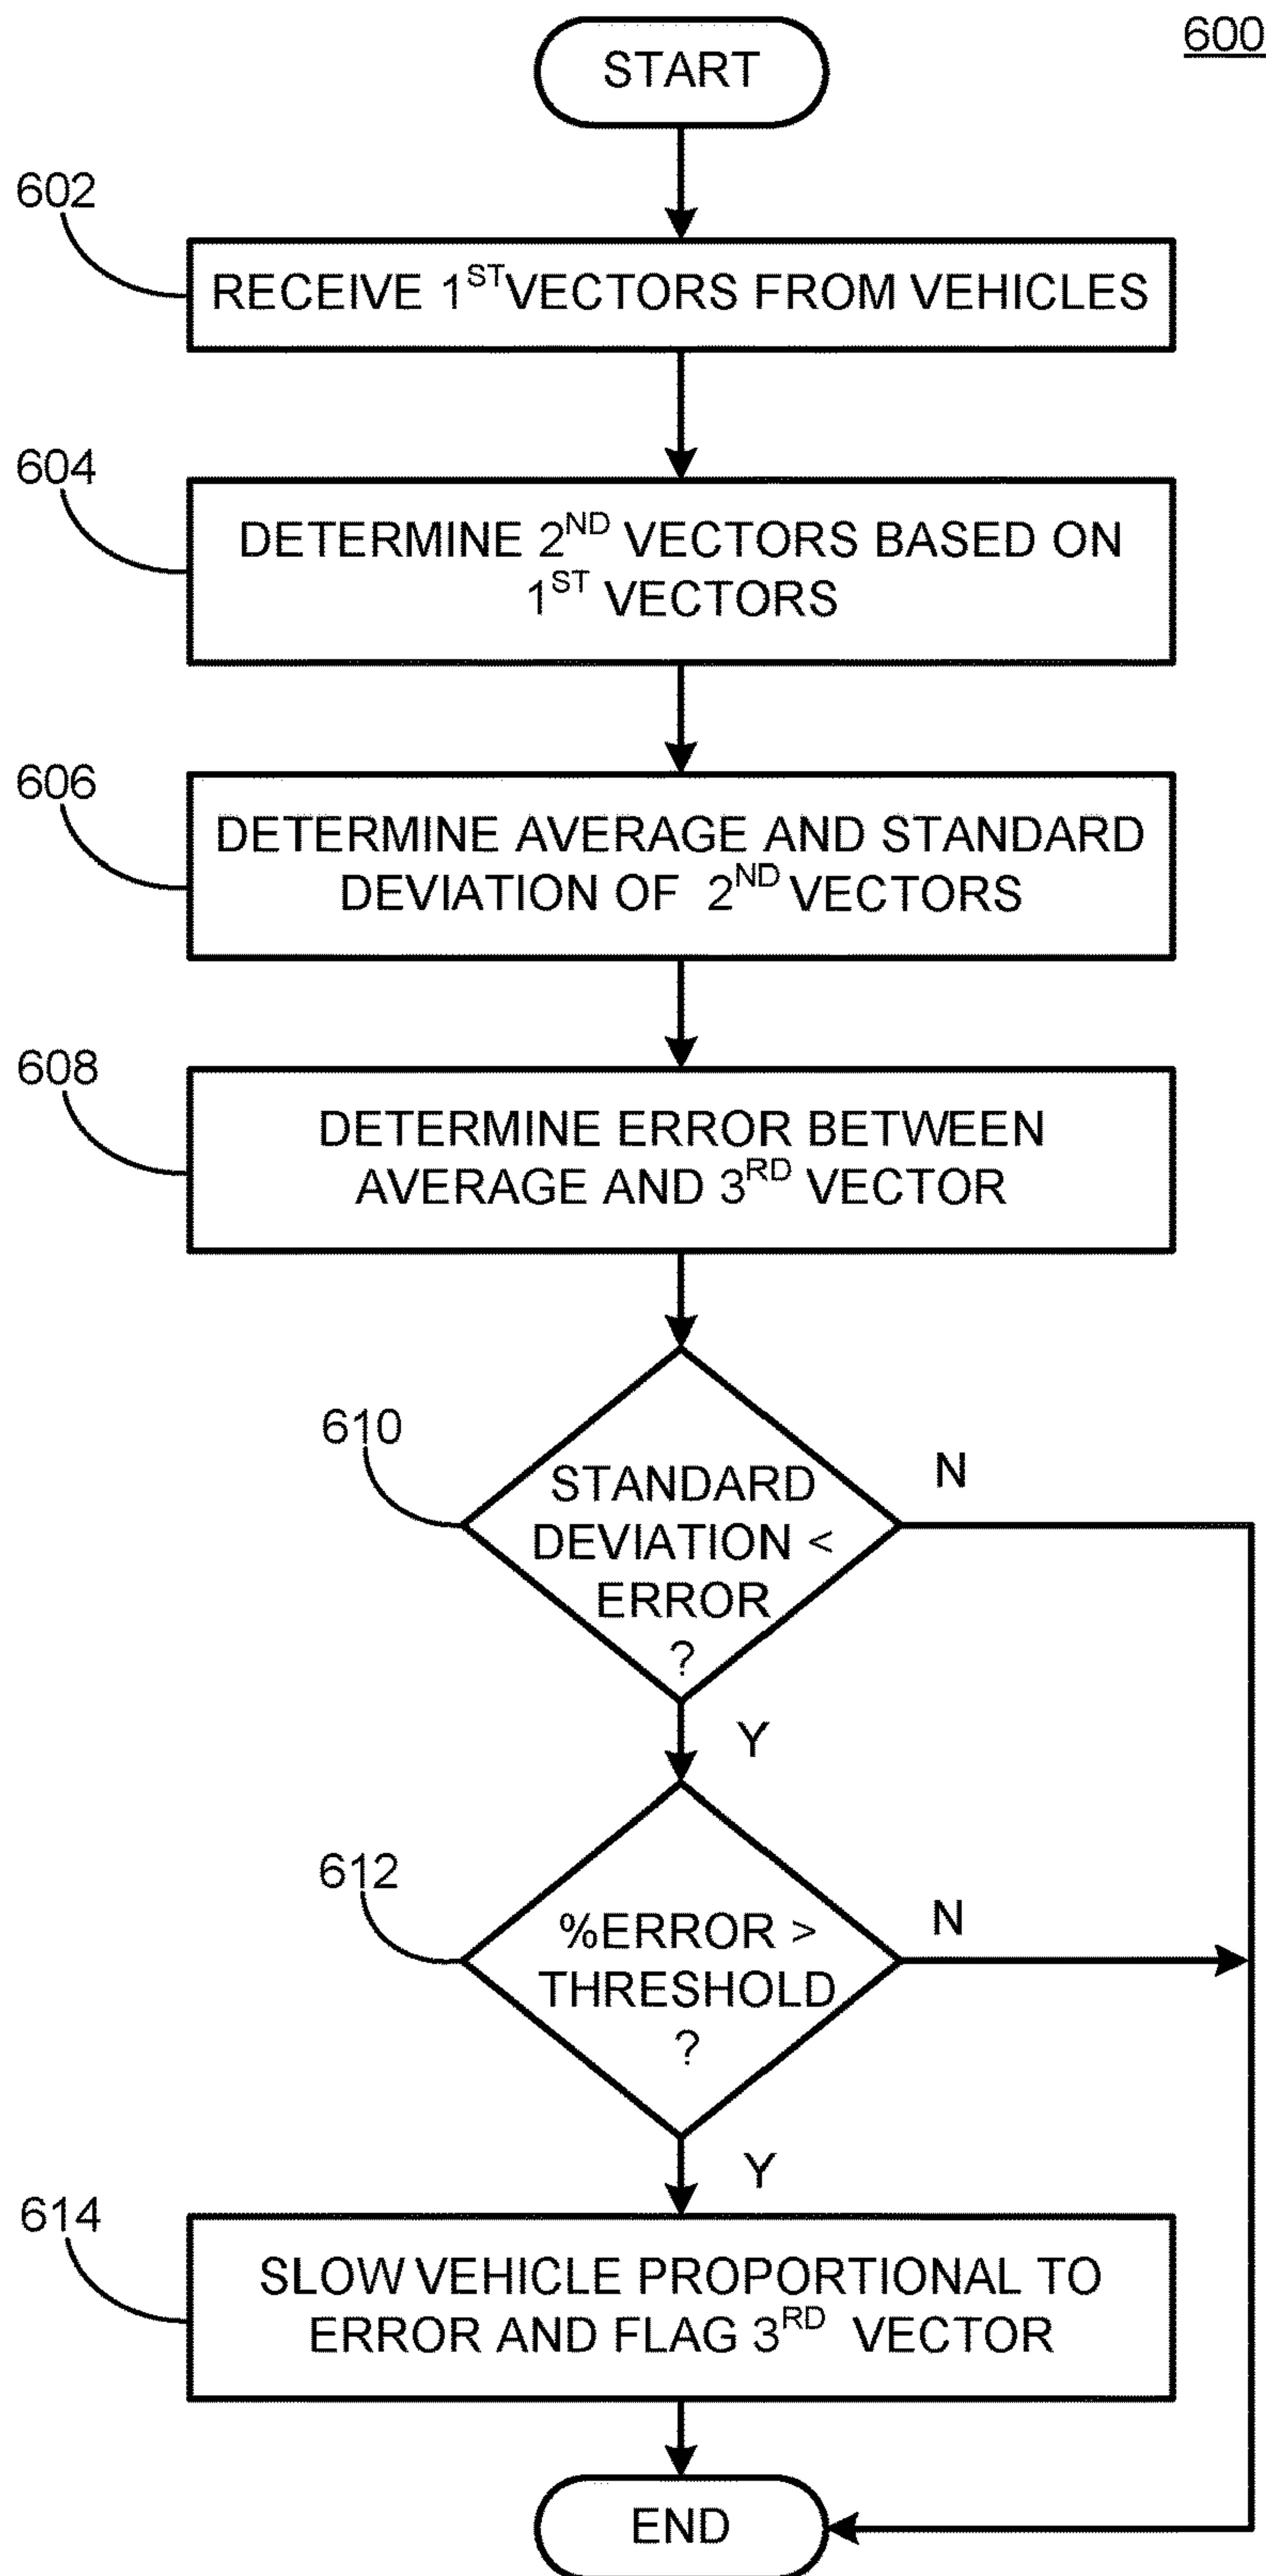 600
START
602
RECEIVE 1ST VECTORS FROM VEHICLES
604
DETERMINE 2ND VECTORS BASED ON
1ST VECTORS
606
DETERMINE AVERAGE AND STANDARD
DEVIATION OF 2ND VECTORS
608
DETERMINE ERROR BETWEEN
AVERAGE AND 3RD VECTOR
610
STANDARD
DEVIATION <
ERROR
?
N
Y
612
%ERROR >
THRESHOLD
?
N
Y
614
SLOW VEHICLE PROPORTIONAL TO
ERROR AND FLAG 3RD VECTOR
END